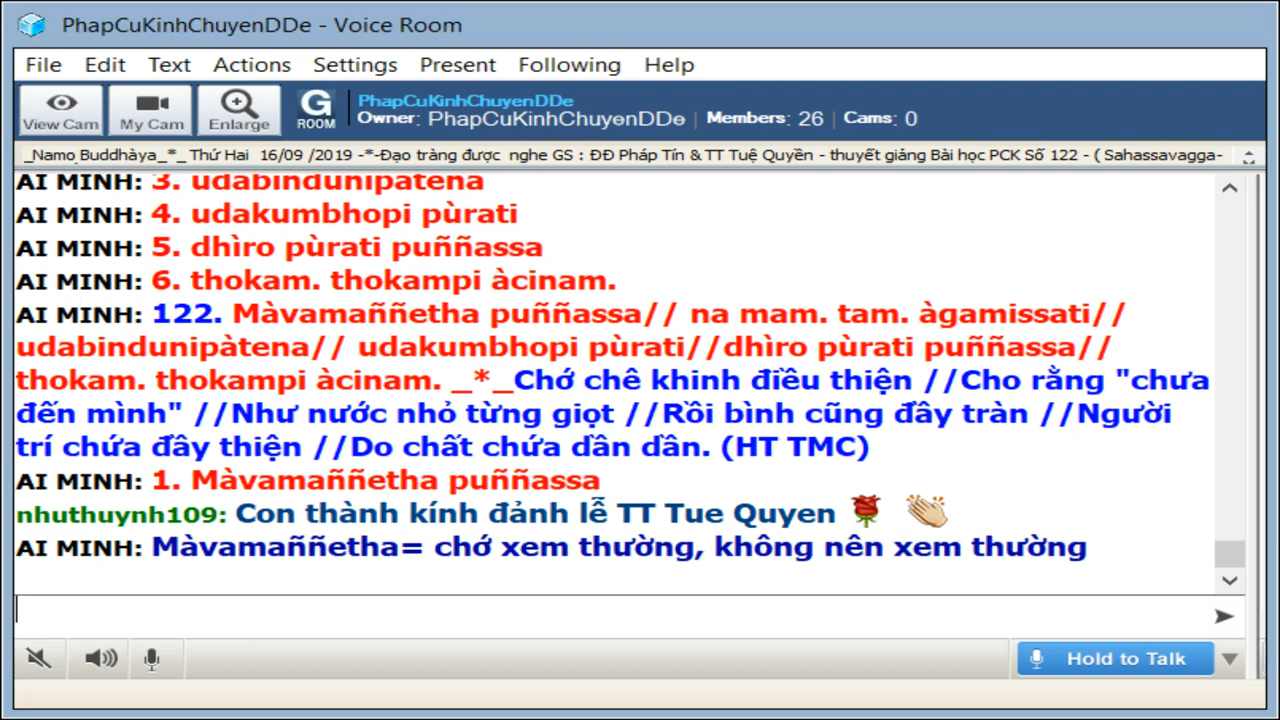 PhapCuKinhChuyenDDe - Voice Room
File Edit Text Actions Settings Present Following Help
View Cam My Cam Enlarge G ROOM
PhapCuKinhChuyenDDe
Owner: PhapCuKinhChuyenDDe | Members: 26 | Cams: 0
_Namo Buddhàya_*_ Thứ Hai 16/09 /2019 -*-Đạo tràng được nghe GS : ĐĐ Pháp Tín & TT Tuệ Quyền - thuyết giảng Bài học PCK Số 122 - ( Sahassavagga-
AI MINH: 3. udabindunipàtena
AI MINH: 4. udakumbhopi pùrati
AI MINH: 5. dhìro pùrati puññassa
AI MINH: 6. thokam. thokampi àcinam.
AI MINH: 122. Màvamaññetha puññassa// na mam. tam. àgamissati//
udabindunipàtena// udakumbhopi pùrati//dhìro pùrati puññassa//
thokam. thokampi àcinam. _*_Chớ chê khinh điều thiện //Cho rằng "chưa
đến mình" //Như nước nhỏ từng giọt //Rồi bình cũng đầy tràn //Người
trí chứa đầy thiện //Do chất chứa dần dần. (HT TMC)
AI MINH: 1. Màvamaññetha puññassa
nhuthuynh109: Con thành kính đảnh lễ TT Tue Quyen
AI MINH: Màvamaññetha= chớ xem thường, không nên xem thường
Hold to Talk